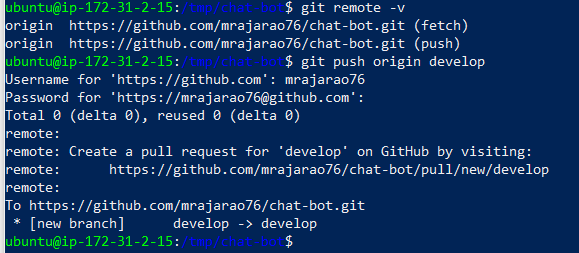 ubuntu@ip-172-31-2-15:/tmp/chat-bot$ git remote -v
origin  https://github.com/mrajarao76/chat-bot.git (fetch)
origin  https://github.com/mrajarao76/chat-bot.git (push)
ubuntu@ip-172-31-2-15:/tmp/chat-bot$ git push origin develop
Username for 'https://github.com': mrajarao76
Password for 'https://mrajarao76@github.com':
Total 0 (delta 0), reused 0 (delta 0)
remote:
remote: Create a pull request for 'develop' on GitHub by visiting:
remote:      https://github.com/mrajarao76/chat-bot/pull/new/develop
remote:
To https://github.com/mrajarao76/chat-bot.git
 * [new branch]      develop -> develop
ubuntu@ip-172-31-2-15:/tmp/chat-bot$